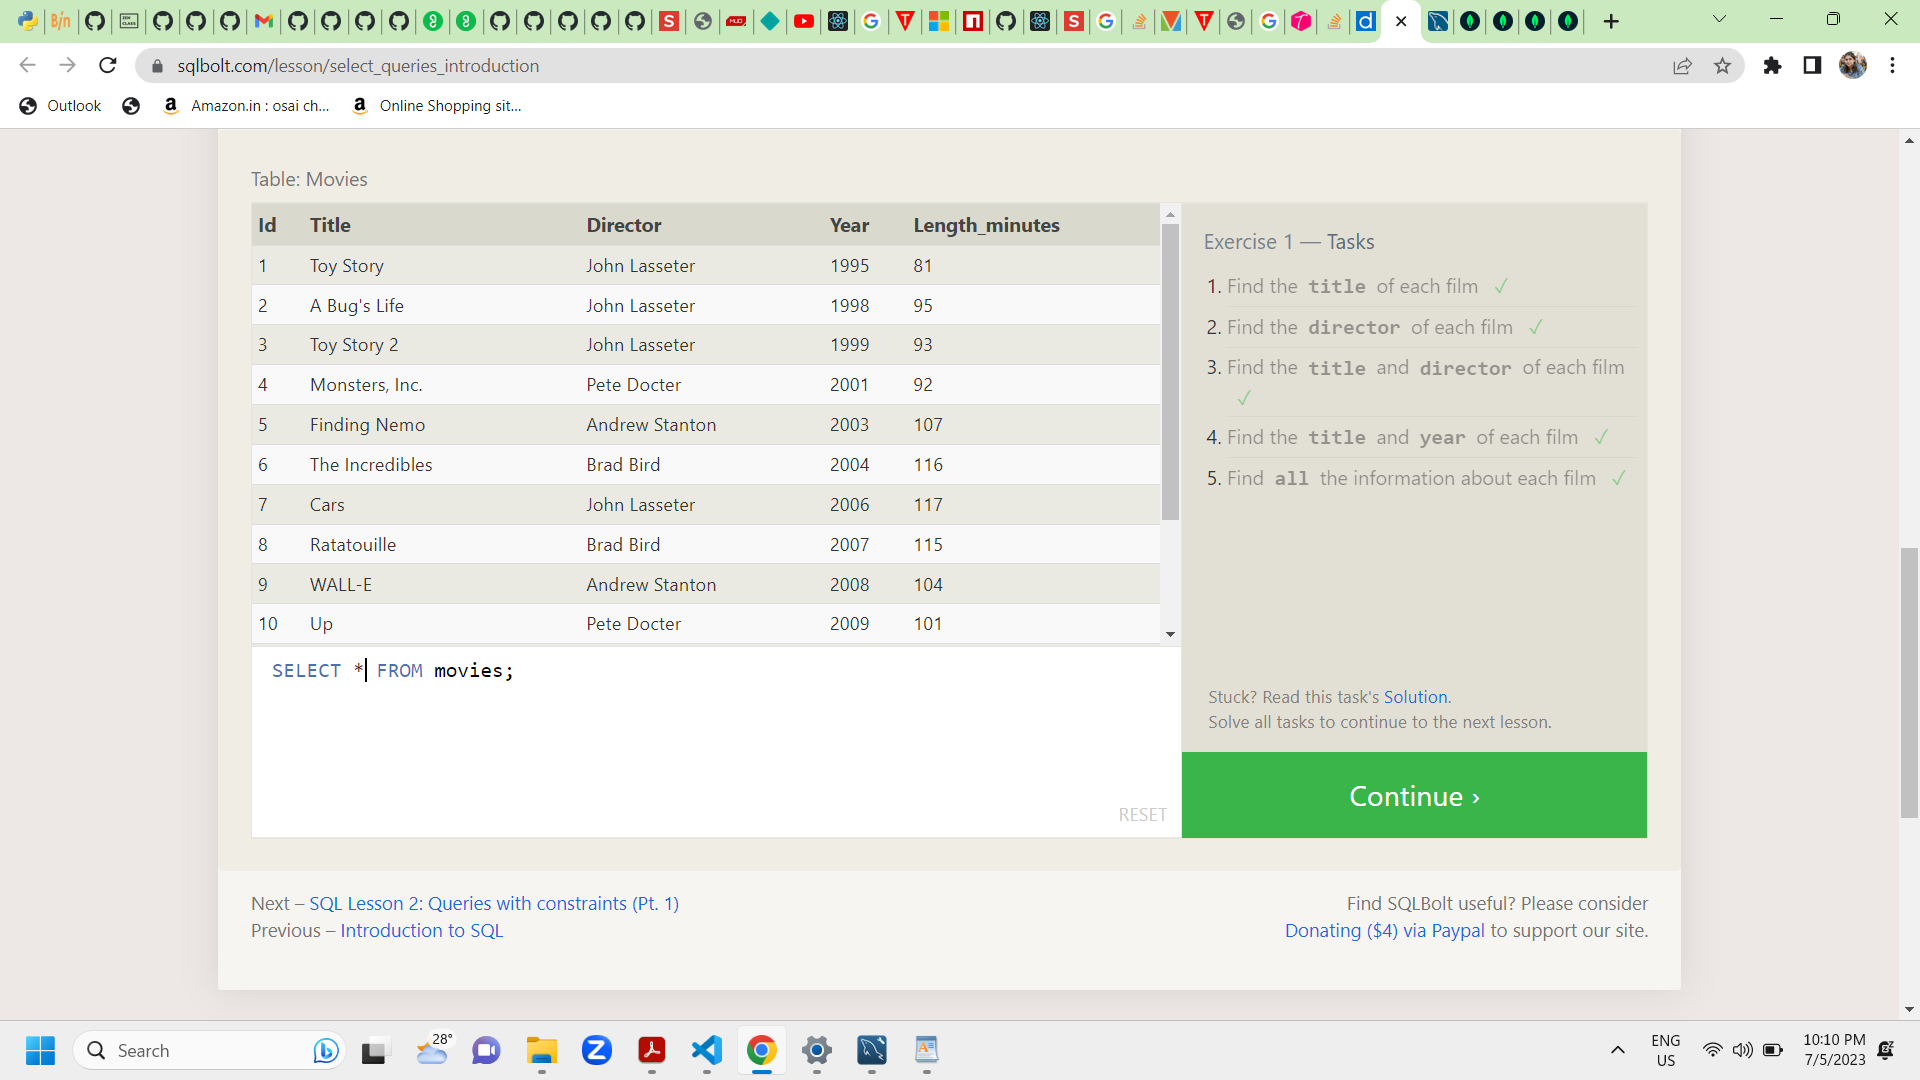 sqlbolt.com/lesson/select_queries_introduction
Outlook
Amazon.in : osai ch...
Online Shopping sit...
Table: Movies
Id Title Director Year Length_minutes
1 Toy Story John Lasseter 1995 81
2 A Bug's Life John Lasseter 1998 95
3 Toy Story 2 John Lasseter 1999 93
4 Monsters, Inc. Pete Docter 2001 92
5 Finding Nemo Andrew Stanton 2003 107
6 The Incredibles Brad Bird 2004 116
7 Cars John Lasseter 2006 117
8 Ratatouille Brad Bird 2007 115
9 WALL-E Andrew Stanton 2008 104
10 Up Pete Docter 2009 101
SELECT * FROM movies;
RESET
Exercise 1 — Tasks
1. Find the title of each film ✓
2. Find the director of each film ✓
3. Find the title and director of each film
✓
4. Find the title and year of each film ✓
5. Find all the information about each film ✓
Stuck? Read this task's Solution.
Solve all tasks to continue to the next lesson.
Continue ›
Next – SQL Lesson 2: Queries with constraints (Pt. 1)
Previous – Introduction to SQL
Find SQLBolt useful? Please consider
Donating ($4) via Paypal to support our site.
Search
28°
ENG
US
10:10 PM
7/5/2023